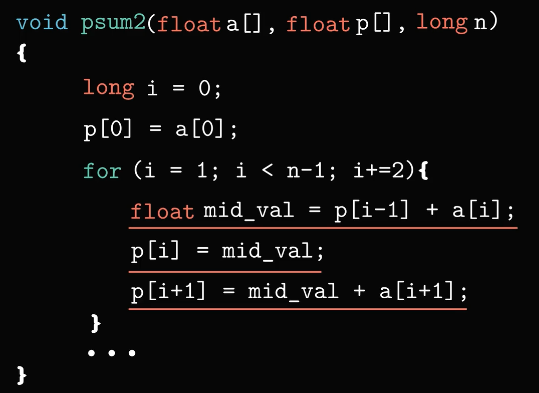 void psum2(float a[], float p[], long n)
{
long i = 0;
p[0] = a[0];
for (i = 1; i < n-1; i+=2){
float mid_val = p[i-1] + a[i];
p[i] = mid_val;
p[i+1] = mid_val + a[i+1];
}
...
}